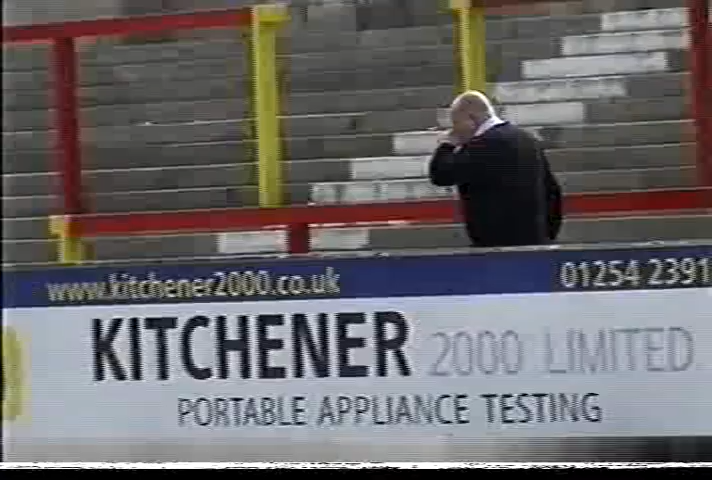 www.kitchener2000.co.uk
01254 2391
KITCHENER 2000 LIMITED
PORTABLE APPLIANCE TESTING